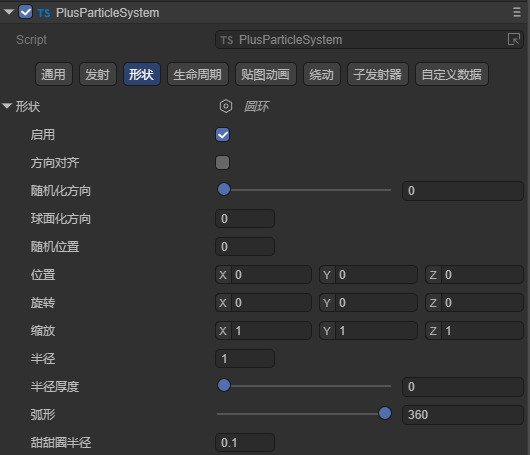 TS PlusParticleSystem
Script TS PlusParticleSystem
通用 发射 形状 生命周期 贴图动画 绕动 子发射器 自定义数据
形状 圆环
启用
方向对齐
随机化方向 0
球面化方向 0
随机位置 0
位置 X 0 Y 0 Z 0
旋转 X 0 Y 0 Z 0
缩放 X 1 Y 1 Z 1
半径 1
半径厚度 0
弧形 360
甜甜圈半径 0.1